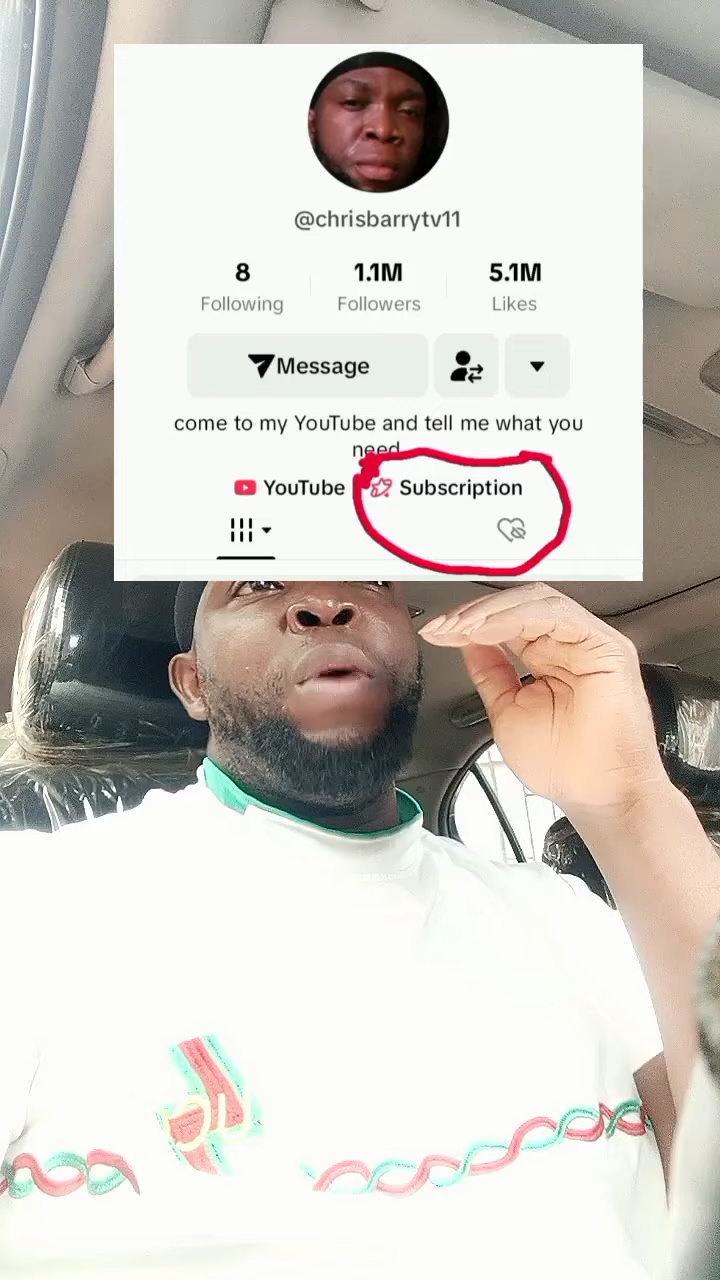 @chrisbarrytv11
8 1.1M 5.1M
Following Followers Likes
Message
come to my YouTube and tell me what you
need
YouTube Subscription